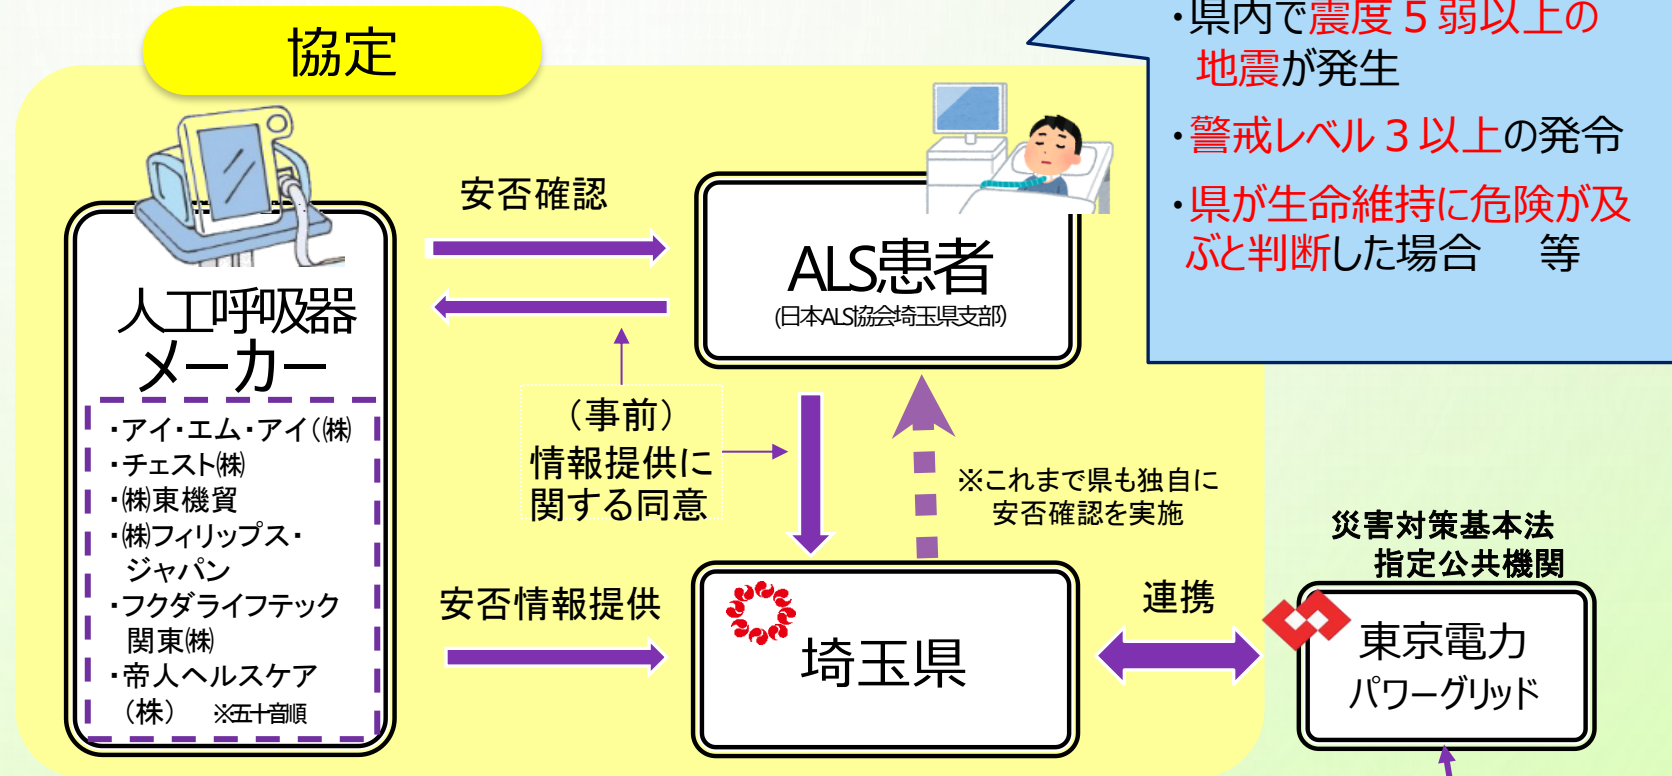 協定
・県内で震度5弱以上の
地震が発生
・警戒レベル3以上の発令
・県が生命維持に危険が及
ぶと判断した場合　等
安否確認
人工呼吸器
メーカー
・アイ・エム・アイ(㈱
・チェスト㈱
・㈱東機貿
・㈱フィリップス・
ジャパン
・フクダライフテック
関東㈱
・帝人ヘルスケア
(株)　※五十音順
ALS患者
(日本ALS協会埼玉県支部)
（事前）
情報提供に
関する同意
※これまで県も独自に
安否確認を実施
安否情報提供
埼玉県
連携
災害対策基本法
指定公共機関
東京電力
パワーグリッド